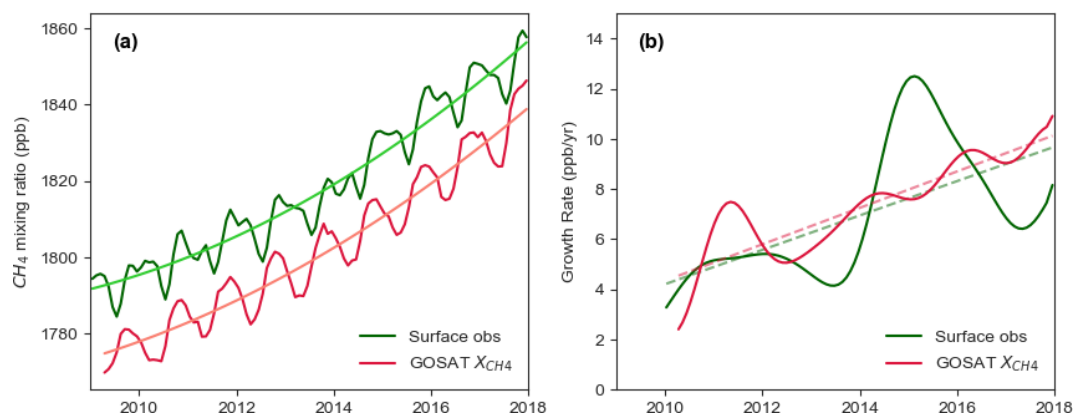 (a)
CH4 mixing ratio (ppb)
1860
1840
1820
1800
1780
2010 2012 2014 2016 2018
Surface obs
GOSAT XCH4
(b)
Growth Rate (ppb/yr)
14
12
10
8
6
4
2
0
2010 2012 2014 2016 2018
Surface obs
GOSAT XCH4